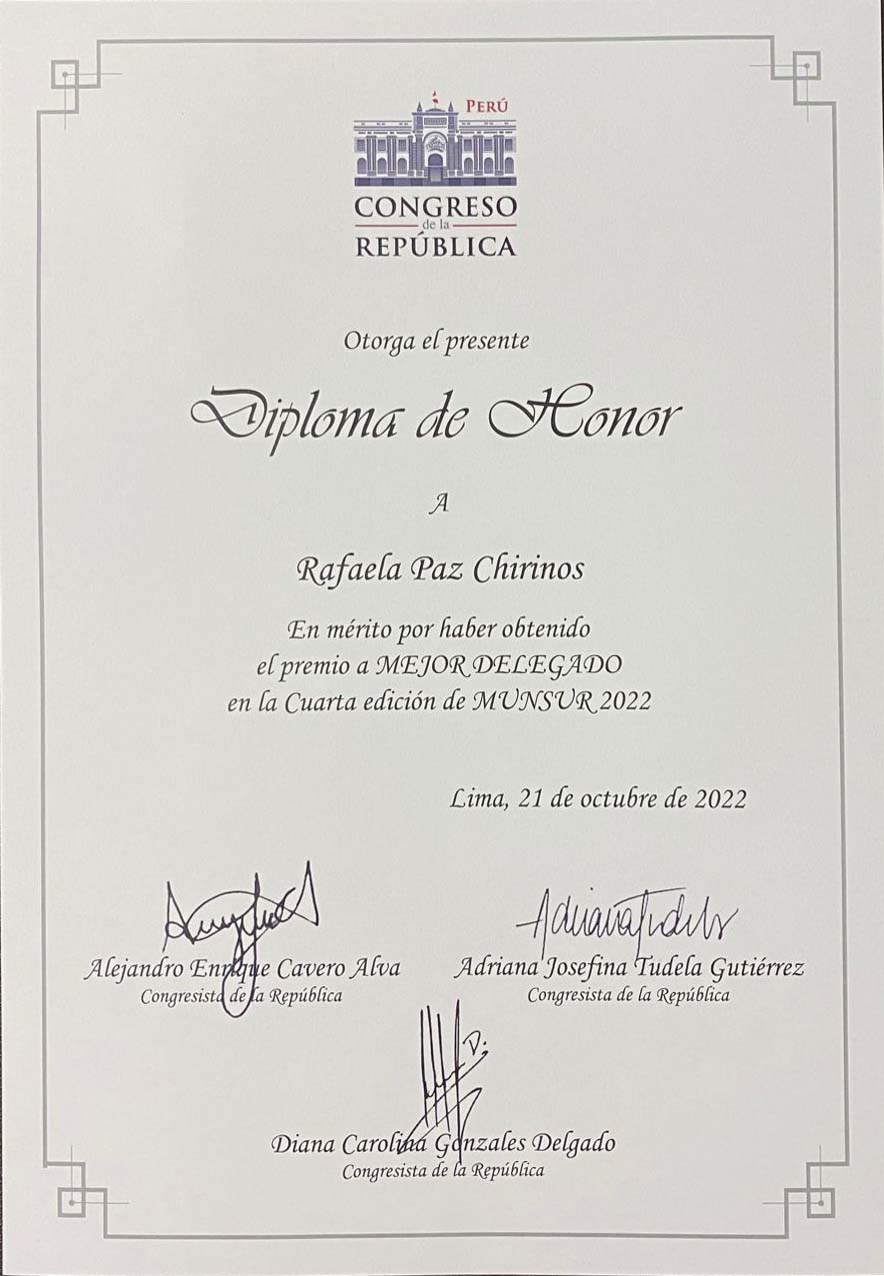 PERÚ
CONGRESO
de la
REPÚBLICA
Otorga el presente
Diploma de Honor
A
Rafaela Paz Chirinos
En mérito por haber obtenido
el premio a MEJOR DELEGADO
en la Cuarta edición de MUNSUR 2022
Lima, 21 de octubre de 2022
Adriana Tudela
Alejandro Enrique Cavero Alva
Congresista de la República
Adriana Josefina Tudela Gutiérrez
Congresista de la República
Diana Carolina Gonzales Delgado
Congresista de la República